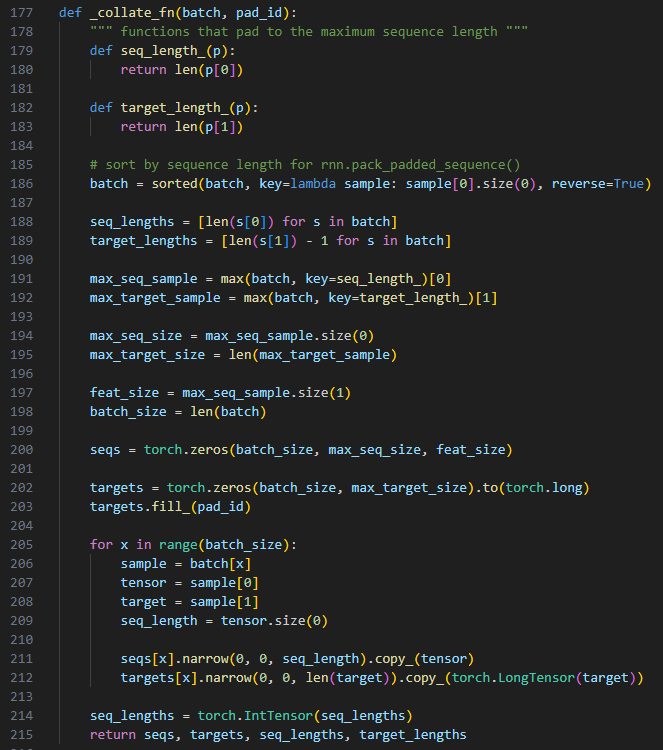 177 def _collate_fn(batch, pad_id):
178     """ functions that pad to the maximum sequence length """
179     def seq_length_(p):
180         return len(p[0])
181
182     def target_length_(p):
183         return len(p[1])
184
185     # sort by sequence length for rnn.pack_padded_sequence()
186     batch = sorted(batch, key=lambda sample: sample[0].size(0), reverse=True)
187
188     seq_lengths = [len(s[0]) for s in batch]
189     target_lengths = [len(s[1]) - 1 for s in batch]
190
191     max_seq_sample = max(batch, key=seq_length_)[0]
192     max_target_sample = max(batch, key=target_length_)[1]
193
194     max_seq_size = max_seq_sample.size(0)
195     max_target_size = len(max_target_sample)
196
197     feat_size = max_seq_sample.size(1)
198     batch_size = len(batch)
199
200     seqs = torch.zeros(batch_size, max_seq_size, feat_size)
201
202     targets = torch.zeros(batch_size, max_target_size).to(torch.long)
203     targets.fill_(pad_id)
204
205     for x in range(batch_size):
206         sample = batch[x]
207         tensor = sample[0]
208         target = sample[1]
209         seq_length = tensor.size(0)
210
211         seqs[x].narrow(0, 0, seq_length).copy_(tensor)
212         targets[x].narrow(0, 0, len(target)).copy_(torch.LongTensor(target))
213
214     seq_lengths = torch.IntTensor(seq_lengths)
215     return seqs, targets, seq_lengths, target_lengths